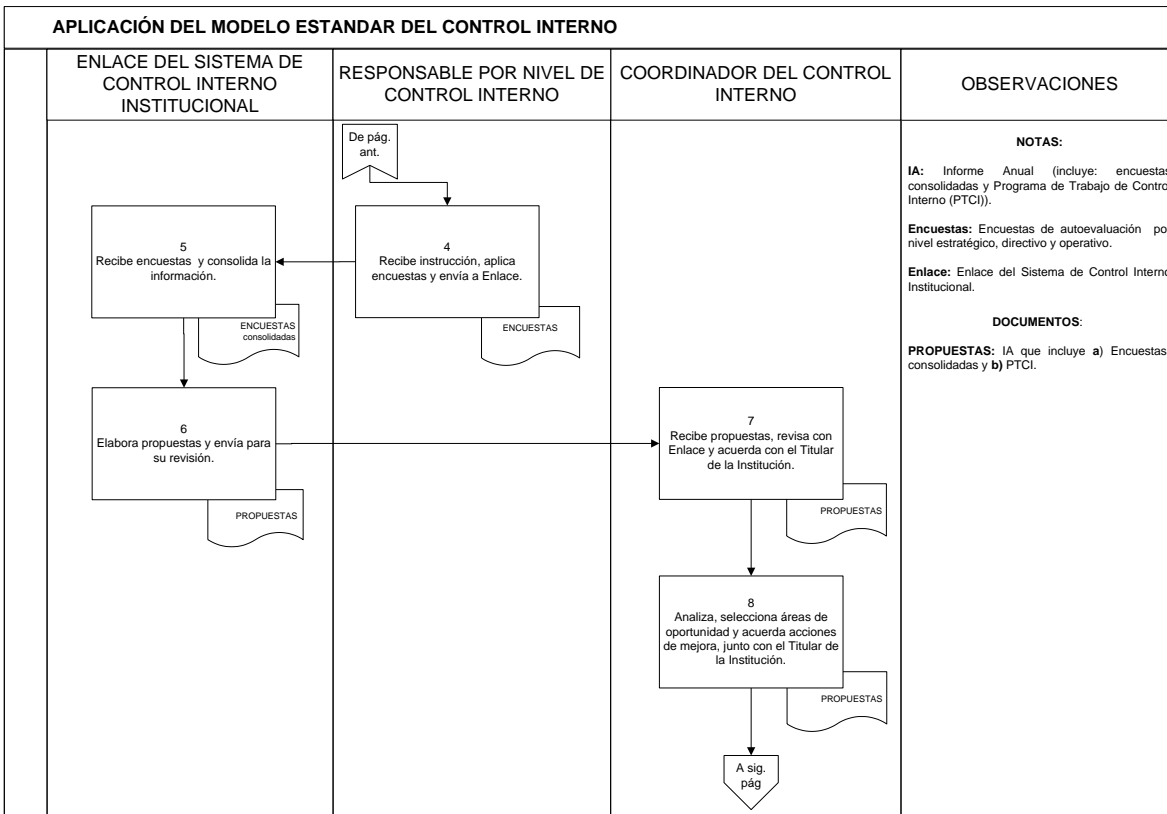 APLICACIÓN DEL MODELO ESTANDAR DEL CONTROL INTERNO
ENLACE DEL SISTEMA DE
CONTROL INTERNO
INSTITUCIONAL
RESPONSABLE POR NIVEL DE
CONTROL INTERNO
COORDINADOR DEL CONTROL
INTERNO
OBSERVACIONES
De pág.
ant.
4
Recibe instrucción, aplica
encuestas y envía a Enlace.
ENCUESTAS
5
Recibe encuestas y consolida la
información.
ENCUESTAS
consolidadas
6
Elabora propuestas y envía para
su revisión.
PROPUESTAS
7
Recibe propuestas, revisa con
Enlace y acuerda con el Titular
de la Institución.
PROPUESTAS
8
Analiza, selecciona áreas de
oportunidad y acuerda acciones
de mejora, junto con el Titular de
la Institución.
PROPUESTAS
A sig.
pág
NOTAS:
IA: Informe Anual (incluye: encuestas
consolidadas y Programa de Trabajo de Contro
Interno (PTCI)).
Encuestas: Encuestas de autoevaluación po
nivel estratégico, directivo y operativo.
Enlace: Enlace del Sistema de Control Interno
Institucional.
DOCUMENTOS:
PROPUESTAS: IA que incluye a) Encuestas
consolidadas y b) PTCI.